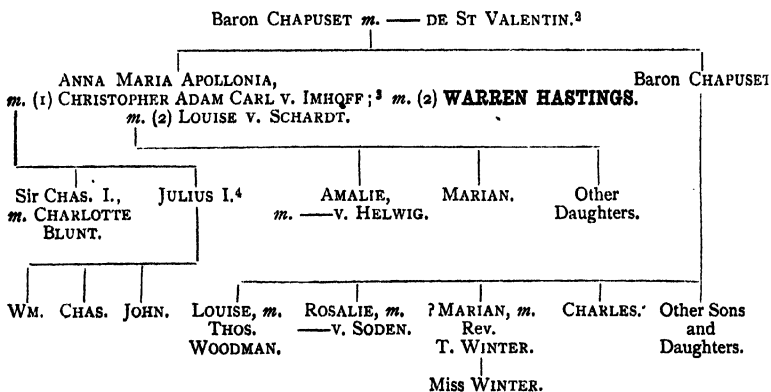 Baron CHAPUSET m. —— DE ST VALENTIN.²
ANNA MARIA APOLLONIA,
Baron CHAPUSET
m. (1) CHRISTOPHER ADAM CARL V. IMHOFF;³ m. (2) WARREN HASTINGS.
m. (2) LOUISE V. SCHARDT.
Sir CHAS. I.,
m. CHARLOTTE
BLUNT.
JULIUS I.⁴
AMALIE,
m. ——V. HELWIG.
MARIAN.
Other
Daughters.
WM.
CHAS.
JOHN.
LOUISE, m.
THOS.
WOODMAN.
ROSALIE, m.
——V. SODEN.
?MARIAN, m.
Rev.
T. WINTER.
CHARLES.
Other Sons
and
Daughters.
Miss WINTER.